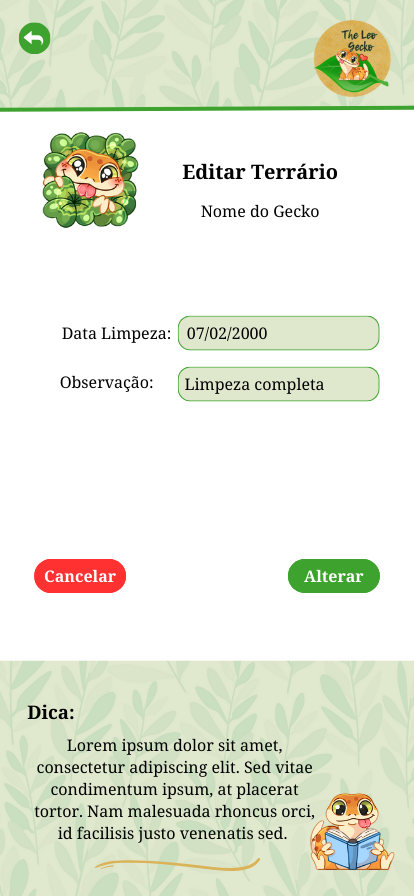 The Leo
Gecko
Editar Terrário
Nome do Gecko
Data Limpeza: 07/02/2000
Observação: Limpeza completa
Cancelar Alterar
Dica:
Lorem ipsum dolor sit amet,
consectetur adipiscing elit. Sed vitae
condimentum ipsum, at placerat
tortor. Nam malesuada rhoncus orci,
id facilisis justo venenatis sed.